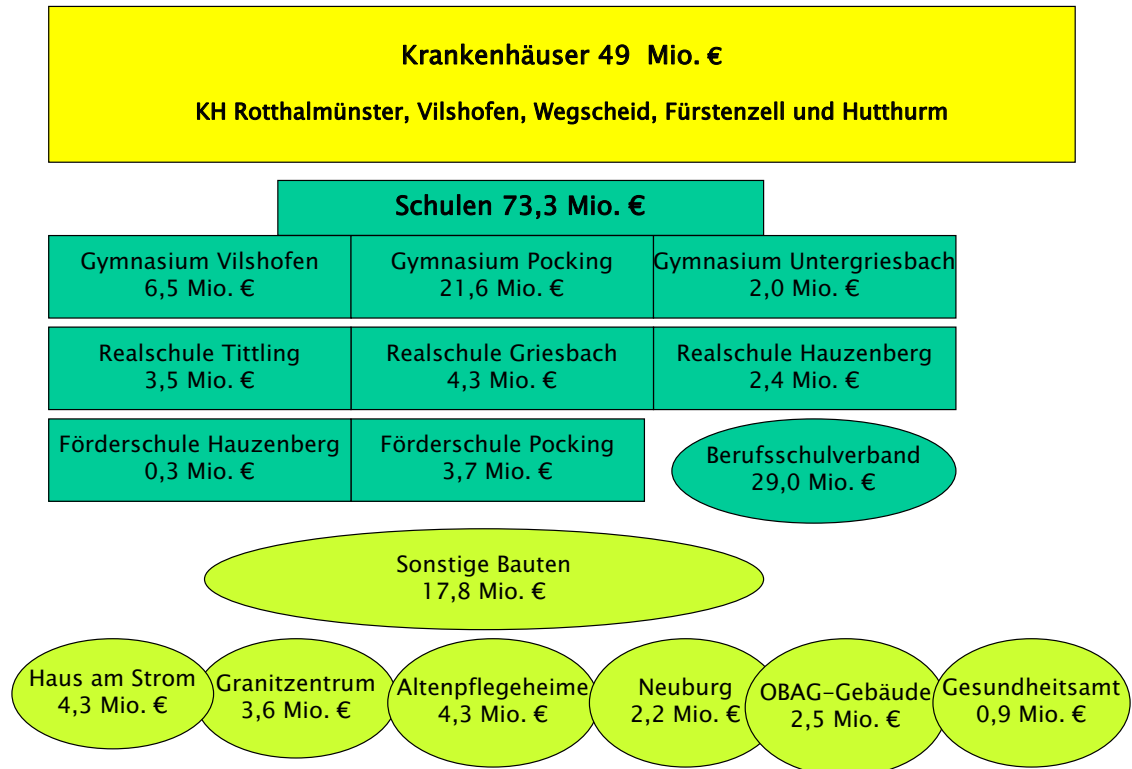 Krankenhäuser 49 Mio. €
KH Rotthalmünster, Vilshofen, Wegscheid, Fürstenzell und Hutthurm
Schulen 73,3 Mio. €
Gymnasium Vilshofen
6,5 Mio. €
Gymnasium Pocking
21,6 Mio. €
Gymnasium Untergriesbach
2,0 Mio. €
Realschule Tittling
3,5 Mio. €
Realschule Griesbach
4,3 Mio. €
Realschule Hauzenberg
2,4 Mio. €
Förderschule Hauzenberg
0,3 Mio. €
Förderschule Pocking
3,7 Mio. €
Berufsschulverband
29,0 Mio. €
Sonstige Bauten
17,8 Mio. €
Haus am Strom
4,3 Mio. €
Granitzentrum
3,6 Mio. €
Altenpflegeheime
4,3 Mio. €
Neuburg
2,2 Mio. €
OBAG-Gebäude
2,5 Mio. €
Gesundheitsamt
0,9 Mio. €